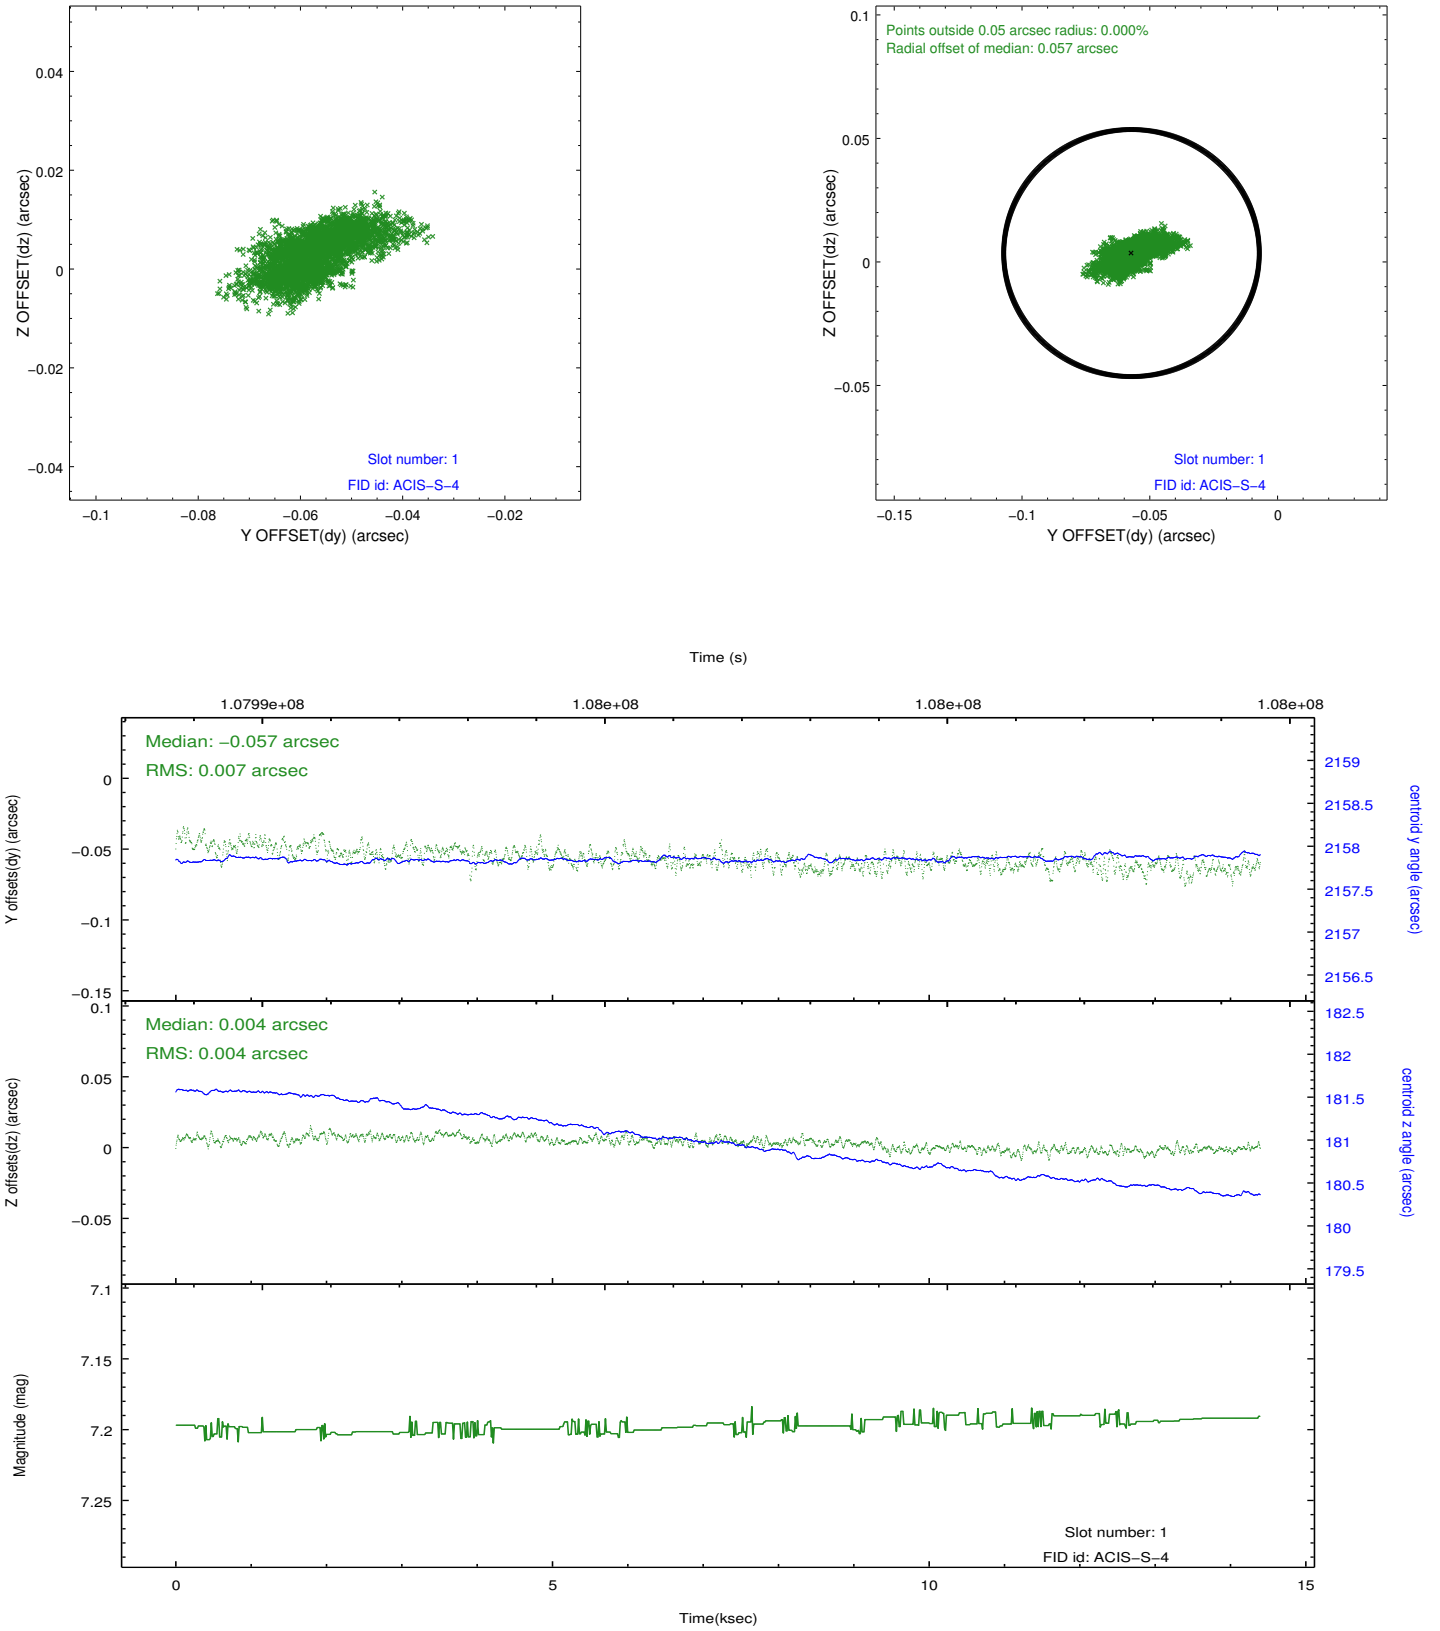 0.04
0.02
0
−0.02
−0.04
Z OFFSET(dz) (arcsec)
Slot number: 1
FID id: ACIS−S−4
−0.1
−0.08
−0.06
−0.04
−0.02
Y OFFSET(dy) (arcsec)
Points outside 0.05 arcsec radius: 0.000%
Radial offset of median: 0.057 arcsec
0.1
0.05
0
−0.05
Z OFFSET(dz) (arcsec)
Slot number: 1
FID id: ACIS−S−4
−0.15
−0.1
−0.05
0
Y OFFSET(dy) (arcsec)
Time (s)
1.0799e+08
1.08e+08
1.08e+08
1.08e+08
Median: −0.057 arcsec
RMS: 0.007 arcsec
0
−0.05
−0.1
−0.15
Y offsets(dy) (arcsec)
2159
2158.5
2158
2157.5
2157
2156.5
centroid y angle (arcsec)
Median: 0.004 arcsec
RMS: 0.004 arcsec
0.1
0.05
0
−0.05
Z offsets(dz) (arcsec)
182.5
182
181.5
181
180.5
180
179.5
centroid z angle (arcsec)
7.1
7.15
7.2
7.25
Magnitude (mag)
Slot number: 1
FID id: ACIS−S−4
0
5
10
15
Time(ksec)